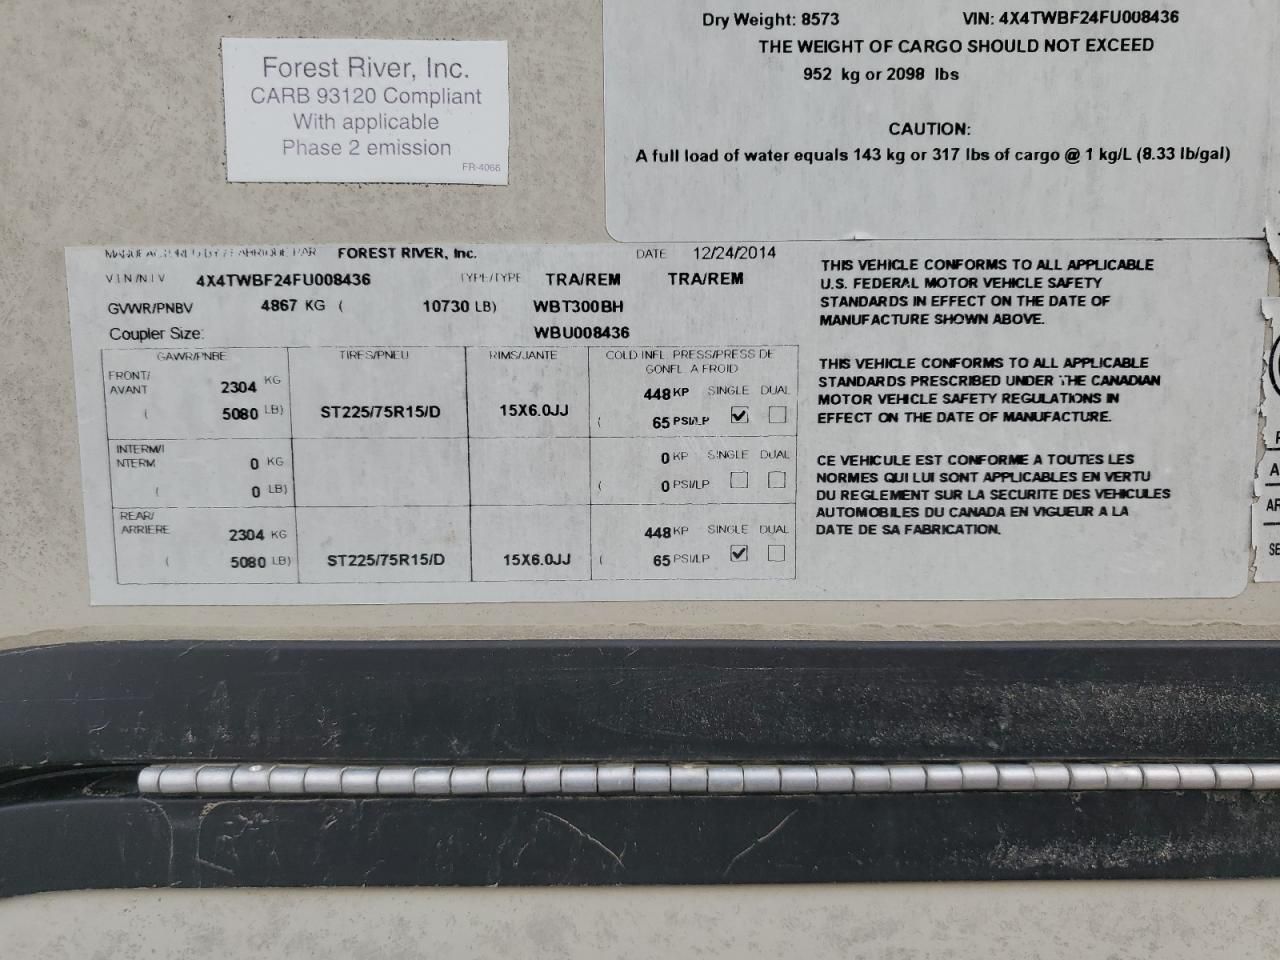 Forest River, Inc.
CARB 93120 Compliant
With applicable
Phase 2 emission
FR-4066
Dry Weight: 8573 VIN: 4X4TWBF24FU008436
THE WEIGHT OF CARGO SHOULD NOT EXCEED
952 kg or 2098 lbs
CAUTION:
A full load of water equals 143 kg or 317 lbs of cargo @ 1 kg/L (8.33 lb/gal)
MANUFACTURED BY/FABRIQUE PAR FOREST RIVER, Inc. DATE 12/24/2014
VIN/NIV 4X4TWBF24FU008436 TYPE/TYPE TRA/REM TRA/REM
GVWR/PNBV 4867 KG ( 10730 LB) WBT300BH
Coupler Size: WBU008436
GAWR/PNBE TIRES/PNEU RIMS/JANTE COLD INFL. PRESS/PRESS DE
GONFL. A FROID
FRONT/
AVANT 2304 KG 448 KP SINGLE DUAL
( 5080 LB) ST225/75R15/D 15X6.0JJ ( 65 PSI/LP
INTERM/I
NTERM 0 KG 0 KP SINGLE DUAL
( 0 LB) ( 0 PSI/LP
REAR/
ARRIERE 2304 KG 448 KP SINGLE DUAL
( 5080 LB) ST225/75R15/D 15X6.0JJ ( 65 PSI/LP
THIS VEHICLE CONFORMS TO ALL APPLICABLE
U.S. FEDERAL MOTOR VEHICLE SAFETY
STANDARDS IN EFFECT ON THE DATE OF
MANUFACTURE SHOWN ABOVE.
THIS VEHICLE CONFORMS TO ALL APPLICABLE
STANDARDS PRESCRIBED UNDER THE CANADIAN
MOTOR VEHICLE SAFETY REGULATIONS IN
EFFECT ON THE DATE OF MANUFACTURE.
CE VEHICULE EST CONFORME A TOUTES LES
NORMES QUI LUI SONT APPLICABLES EN VERTU
DU REGLEMENT SUR LA SECURITE DES VEHICULES
AUTOMOBILES DU CANADA EN VIGUEUR A LA
DATE DE SA FABRICATION.